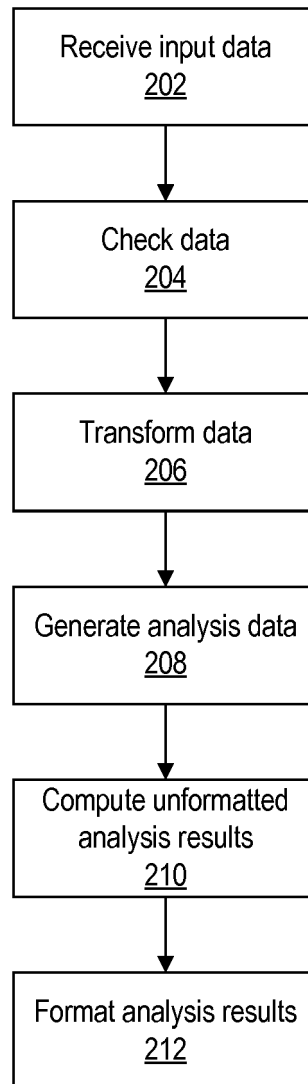 Receive input data
202
Check data
204
Transform data
206
Generate analysis data
208
Compute unformatted
analysis results
210
Format analysis results
212